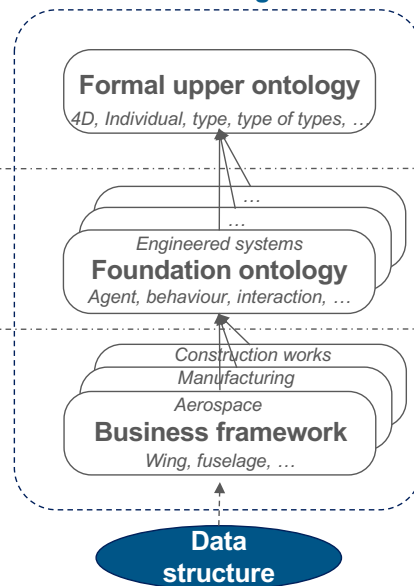 Formal upper ontology
4D, Individual, type, type of types, ...
...
...
Engineered systems
Foundation ontology
Agent, behaviour, interaction, ...
Construction works
Manufacturing
Aerospace
Business framework
Wing, fuselage, ...
Data
structure